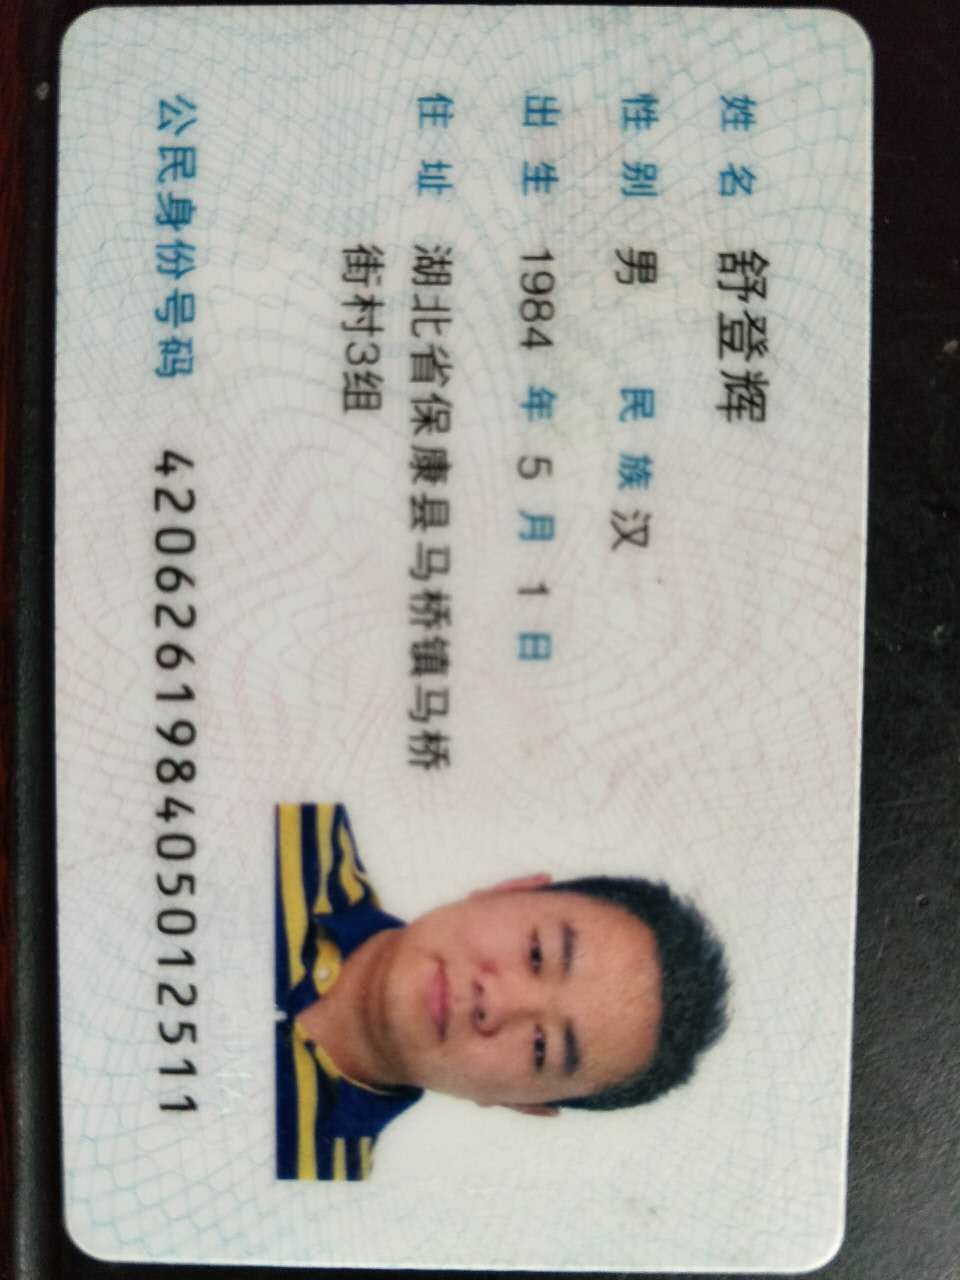 姓名 舒登辉
性别 男 民族 汉
出生 1984 年 5 月 1 日
住址 湖北省保康县马桥镇马桥
街村3组
公民身份号码 420626198405012511